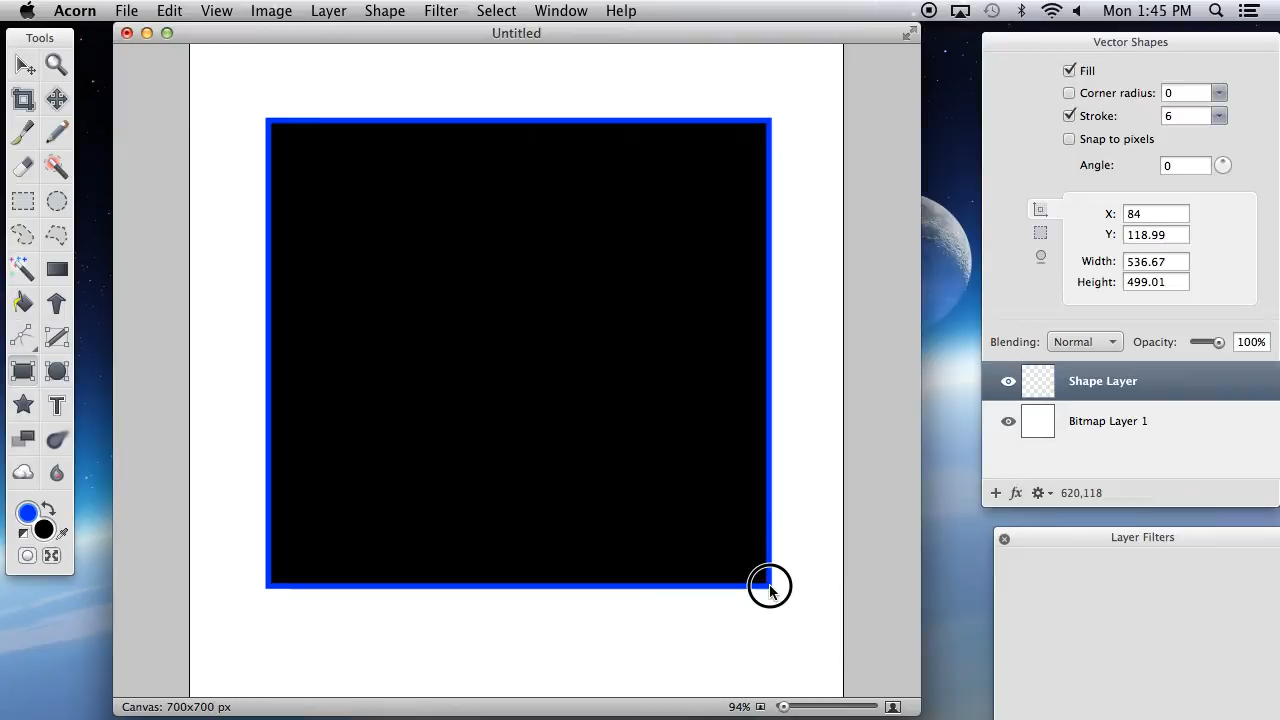 Acorn File Edit View Image Layer Shape Filter Select Window Help Mon 1:45 PM
Tools
Untitled
Vector Shapes
Fill
Corner radius: 0
Stroke: 6
Snap to pixels
Angle: 0
X: 84
Y: 118.99
Width: 536.67
Height: 499.01
Blending: Normal Opacity: 100%
Shape Layer
Bitmap Layer 1
fx 620,118
Layer Filters
Canvas: 700x700 px 94%
T